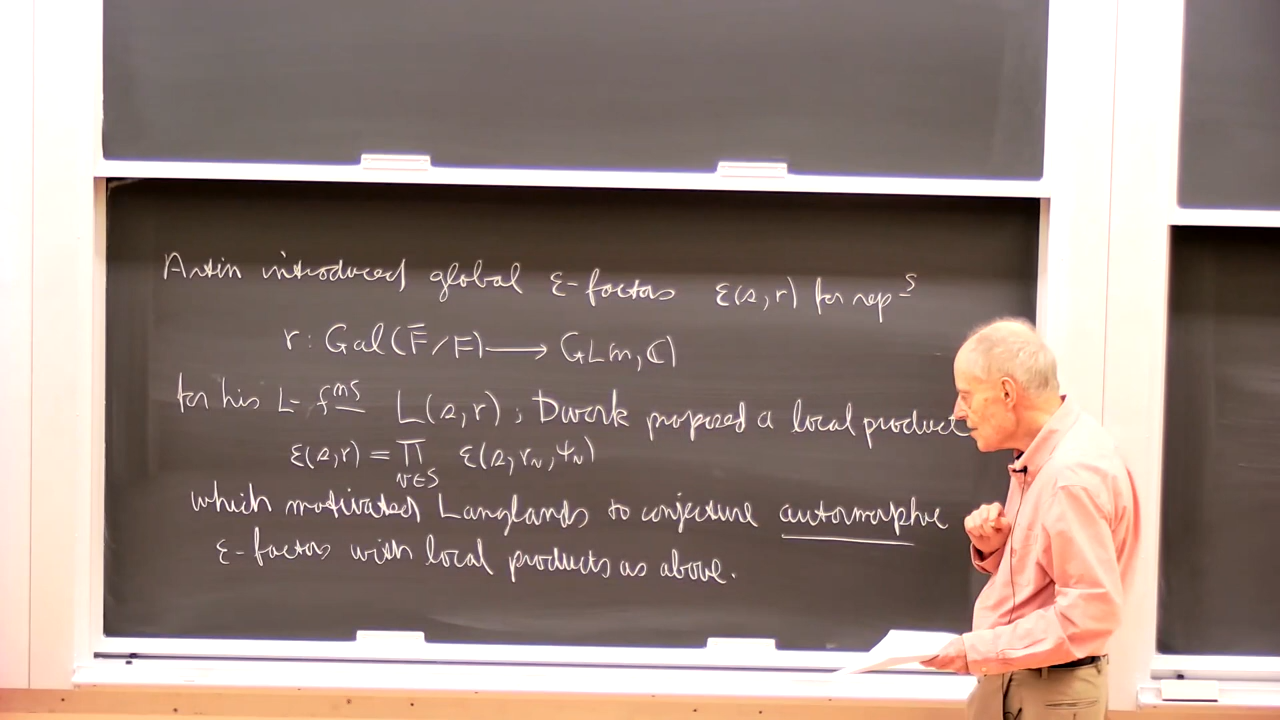 Artin introduced global ε-factors ε(s,r) for rep-s
r: Gal(F̄/F) ⟶ GL(n,ℂ)
for his L-fns L(s,r); Dwork proposed a local product
ε(s,r) = ∏_{v∈S} ε(s,r_v,ψ_v)
which motivated Langlands to conjecture automorphic
ε-factors with local products as above.